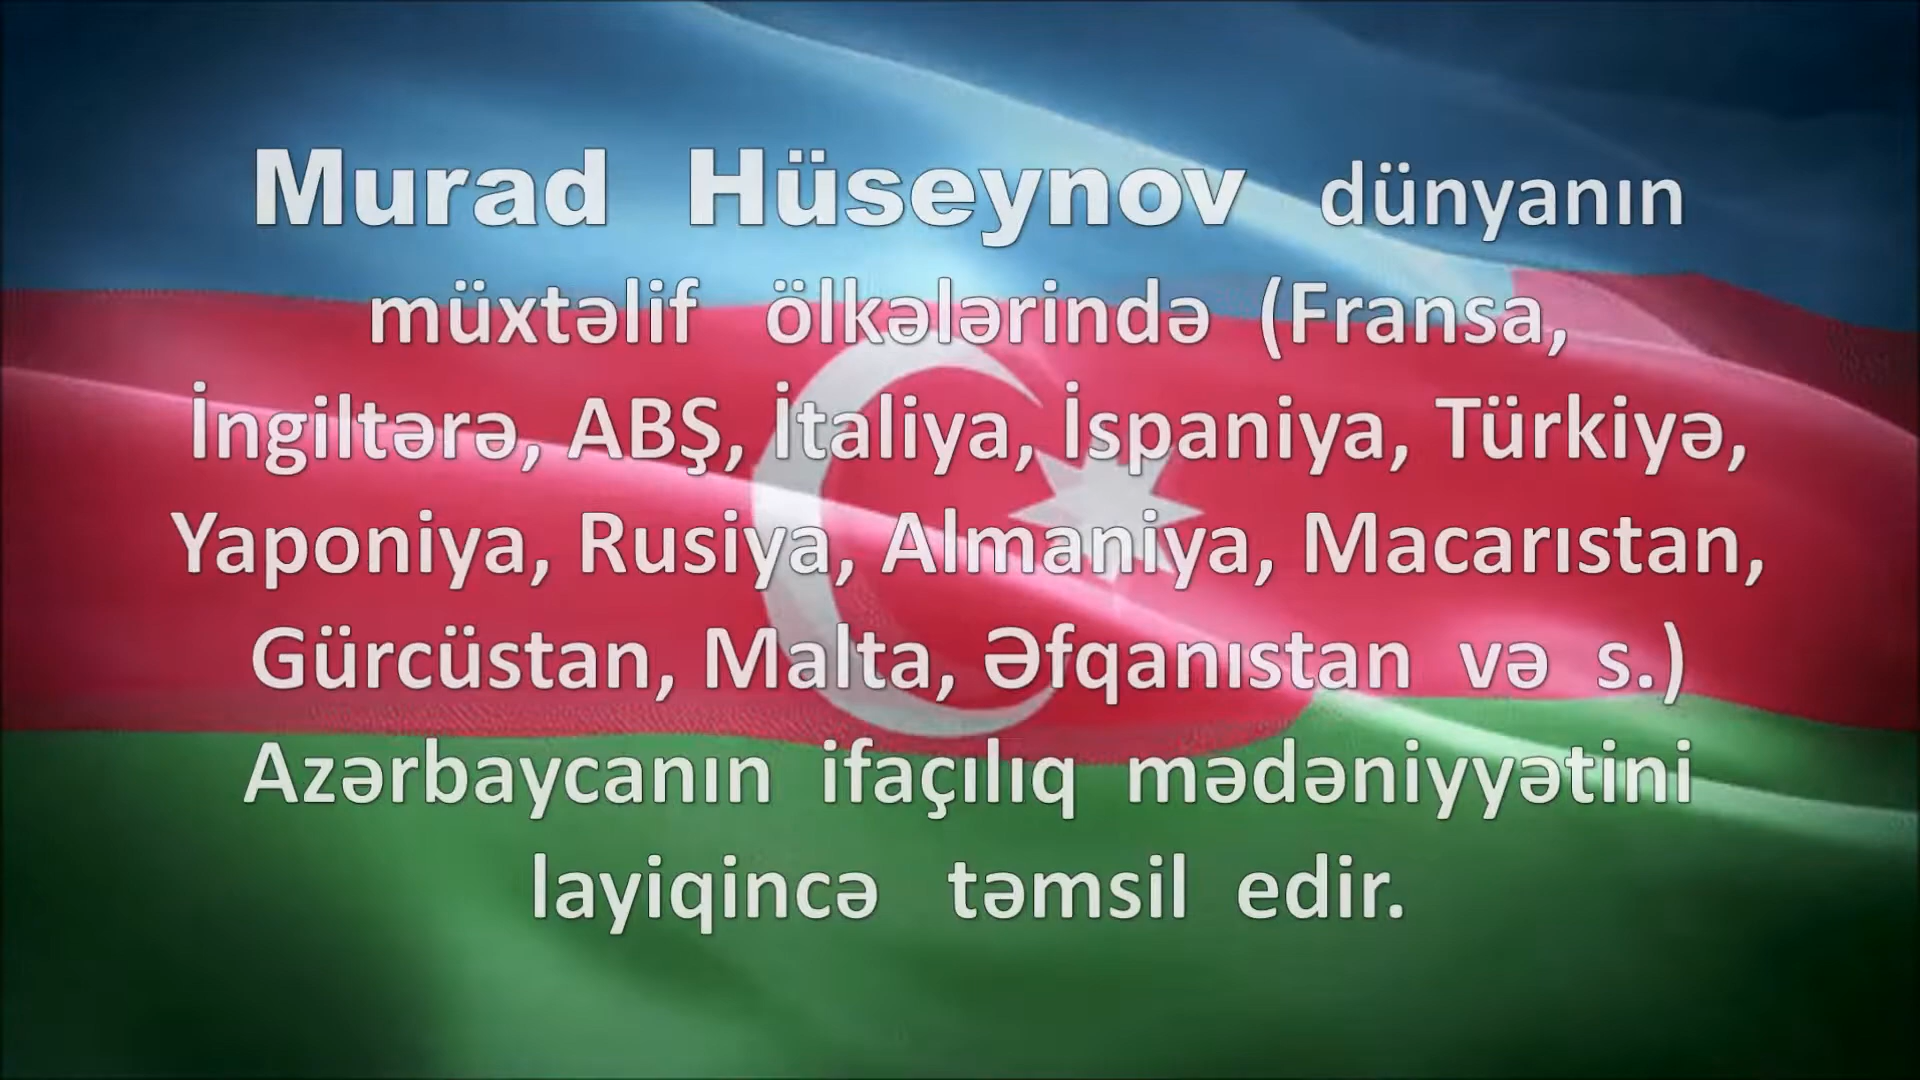 Murad Hüseynov dünyanın
müxtəlif ölkələrində (Fransa,
İngiltərə, ABŞ, İtaliya, İspaniya, Türkiyə,
Yaponiya, Rusiya, Almaniya, Macarıstan,
Gürcüstan, Malta, Əfqanıstan və s.)
Azərbaycanın ifaçılıq mədəniyyətini
layiqincə təmsil edir.